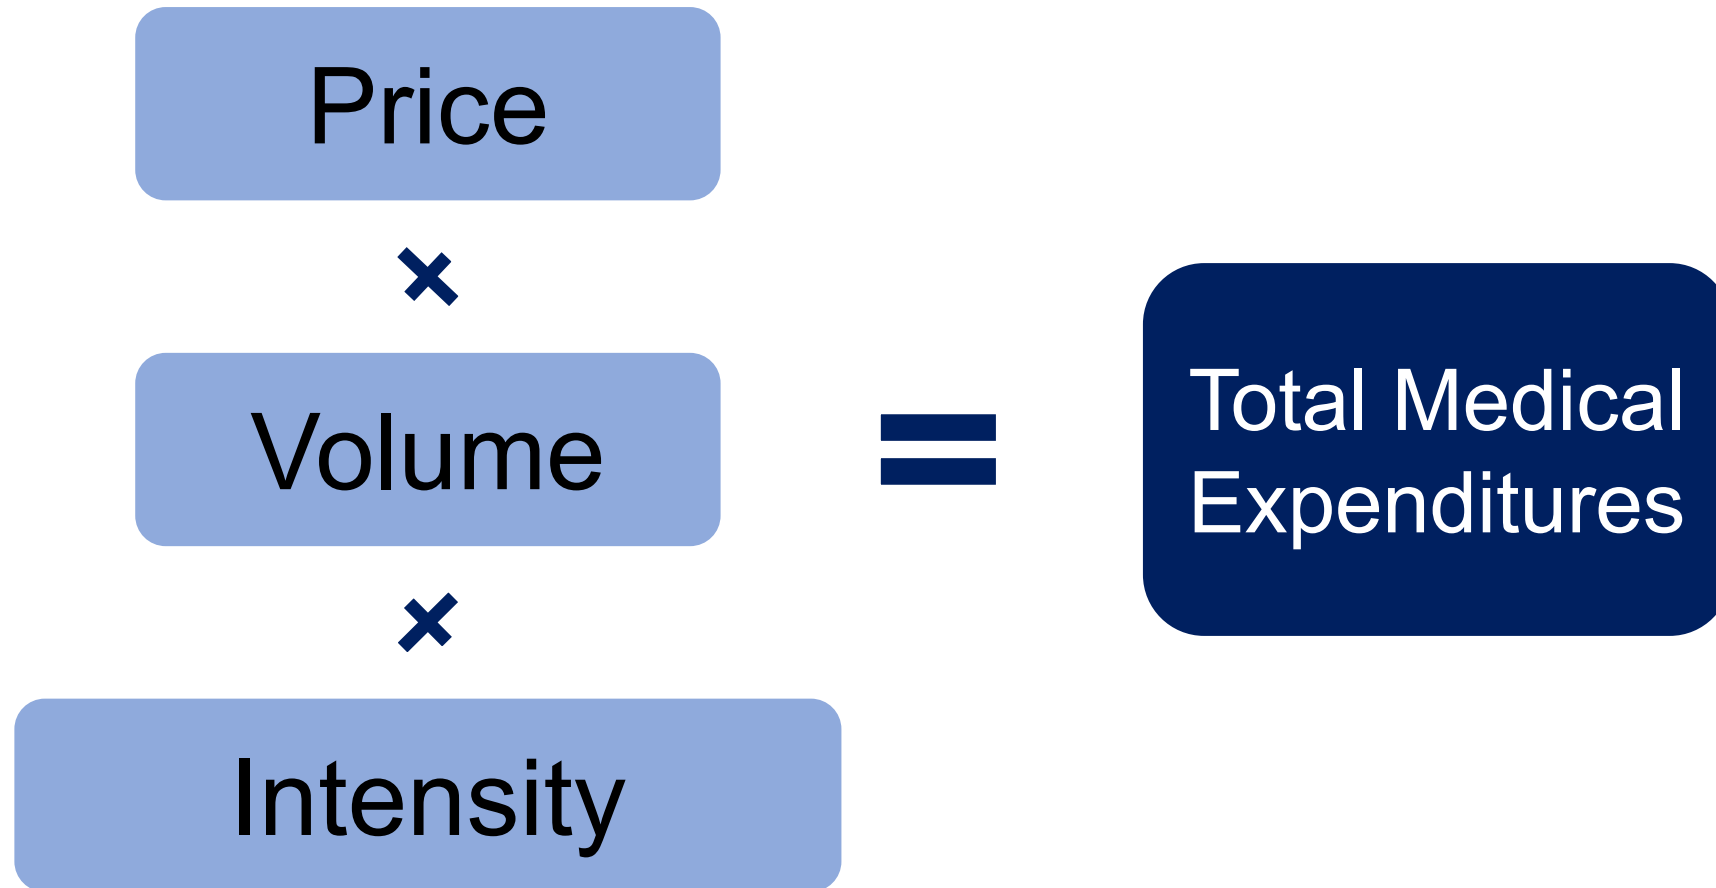 Price
×
Volume
×
Intensity
=
Total Medical
Expenditures